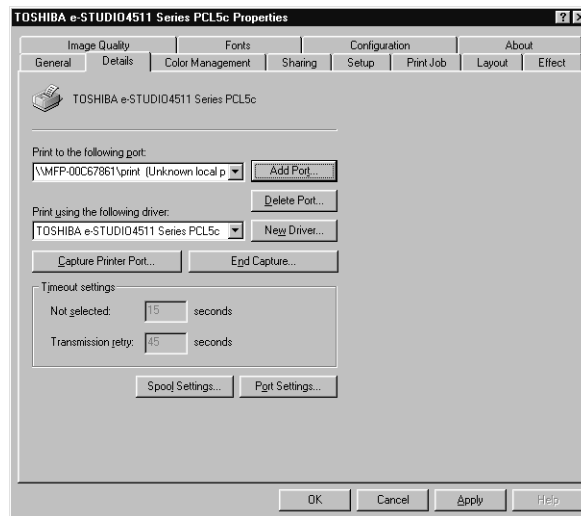 TOSHIBA e-STUDIO4511 Series PCL5c Properties
Image Quality Fonts Configuration About
General Details Color Management Sharing Setup Print Job Layout Effect
TOSHIBA e-STUDIO4511 Series PCL5c
Print to the following port:
\\MFP-00C67861\print (Unknown local p Add Port...
Delete Port...
Print using the following driver:
TOSHIBA e-STUDIO4511 Series PCL5c New Driver...
Capture Printer Port... End Capture...
Timeout settings
Not selected: 15 seconds
Transmission retry: 45 seconds
Spool Settings... Port Settings...
OK Cancel Apply Help